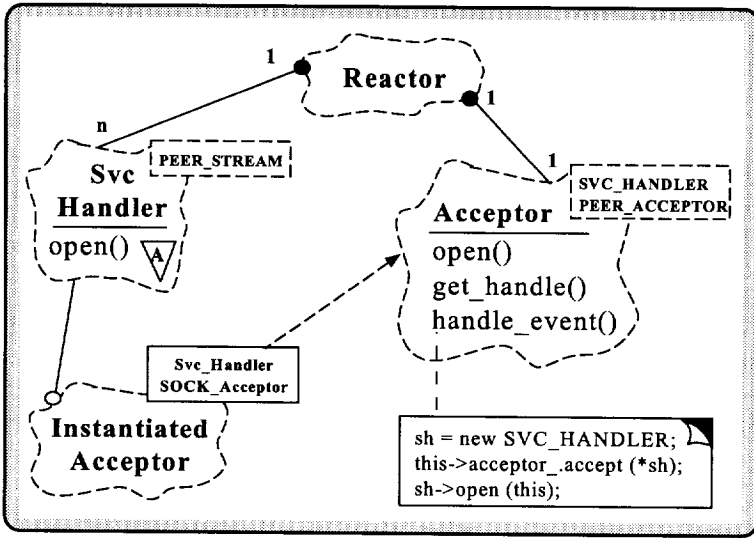 1
Reactor
1
n
1
PEER_STREAM
Svc
Handler
open()
A
SVC_HANDLER
PEER_ACCEPTOR
Acceptor
open()
get_handle()
handle_event()
Svc_Handler
SOCK_Acceptor
Instantiated
Acceptor
sh = new SVC_HANDLER;
this->acceptor_.accept (*sh);
sh->open (this);